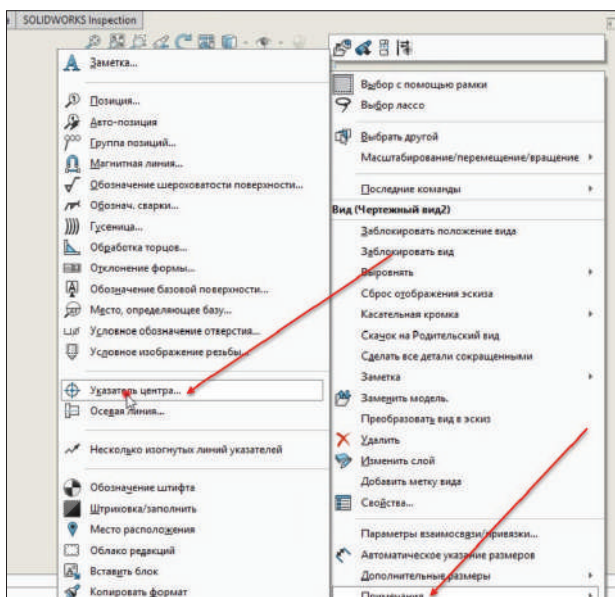 SOLIDWORKS Inspection
Заметка...
Позиция...
Авто-позиция
Группа позиций...
Магнитная линия...
Обозначение шероховатости поверхности...
Обознач. сварки...
Гусеница...
Обработка торцов...
Отклонение формы...
Обозначение базовой поверхности...
Место, определяющее базу...
Условное обозначение отверстия...
Условное изображение резьбы...
Указатель центра...
Осевая линия...
Несколько изогнутых линий указателей
Обозначение штифта
Штриховка/заполнить
Место расположения
Облако редакций
Вставить блок
Копировать формат
Выбор с помощью рамки
Выбор лассо
Выбрать другой
Масштабирование/перемещение/вращение
Последние команды
Вид (Чертежный вид2)
Заблокировать положение вида
Заблокировать вид
Выровнять
Сброс отображения эскиза
Касательная кромка
Скачок на Родительский вид
Сделать все детали сокращенными
Заметка
Заменить модель.
Преобразовать вид в эскиз
Удалить
Изменить слой
Добавить метку вида
Свойства...
Параметры взаимосвязи/привязки...
Автоматическое указание размеров
Дополнительные размеры
Примечания